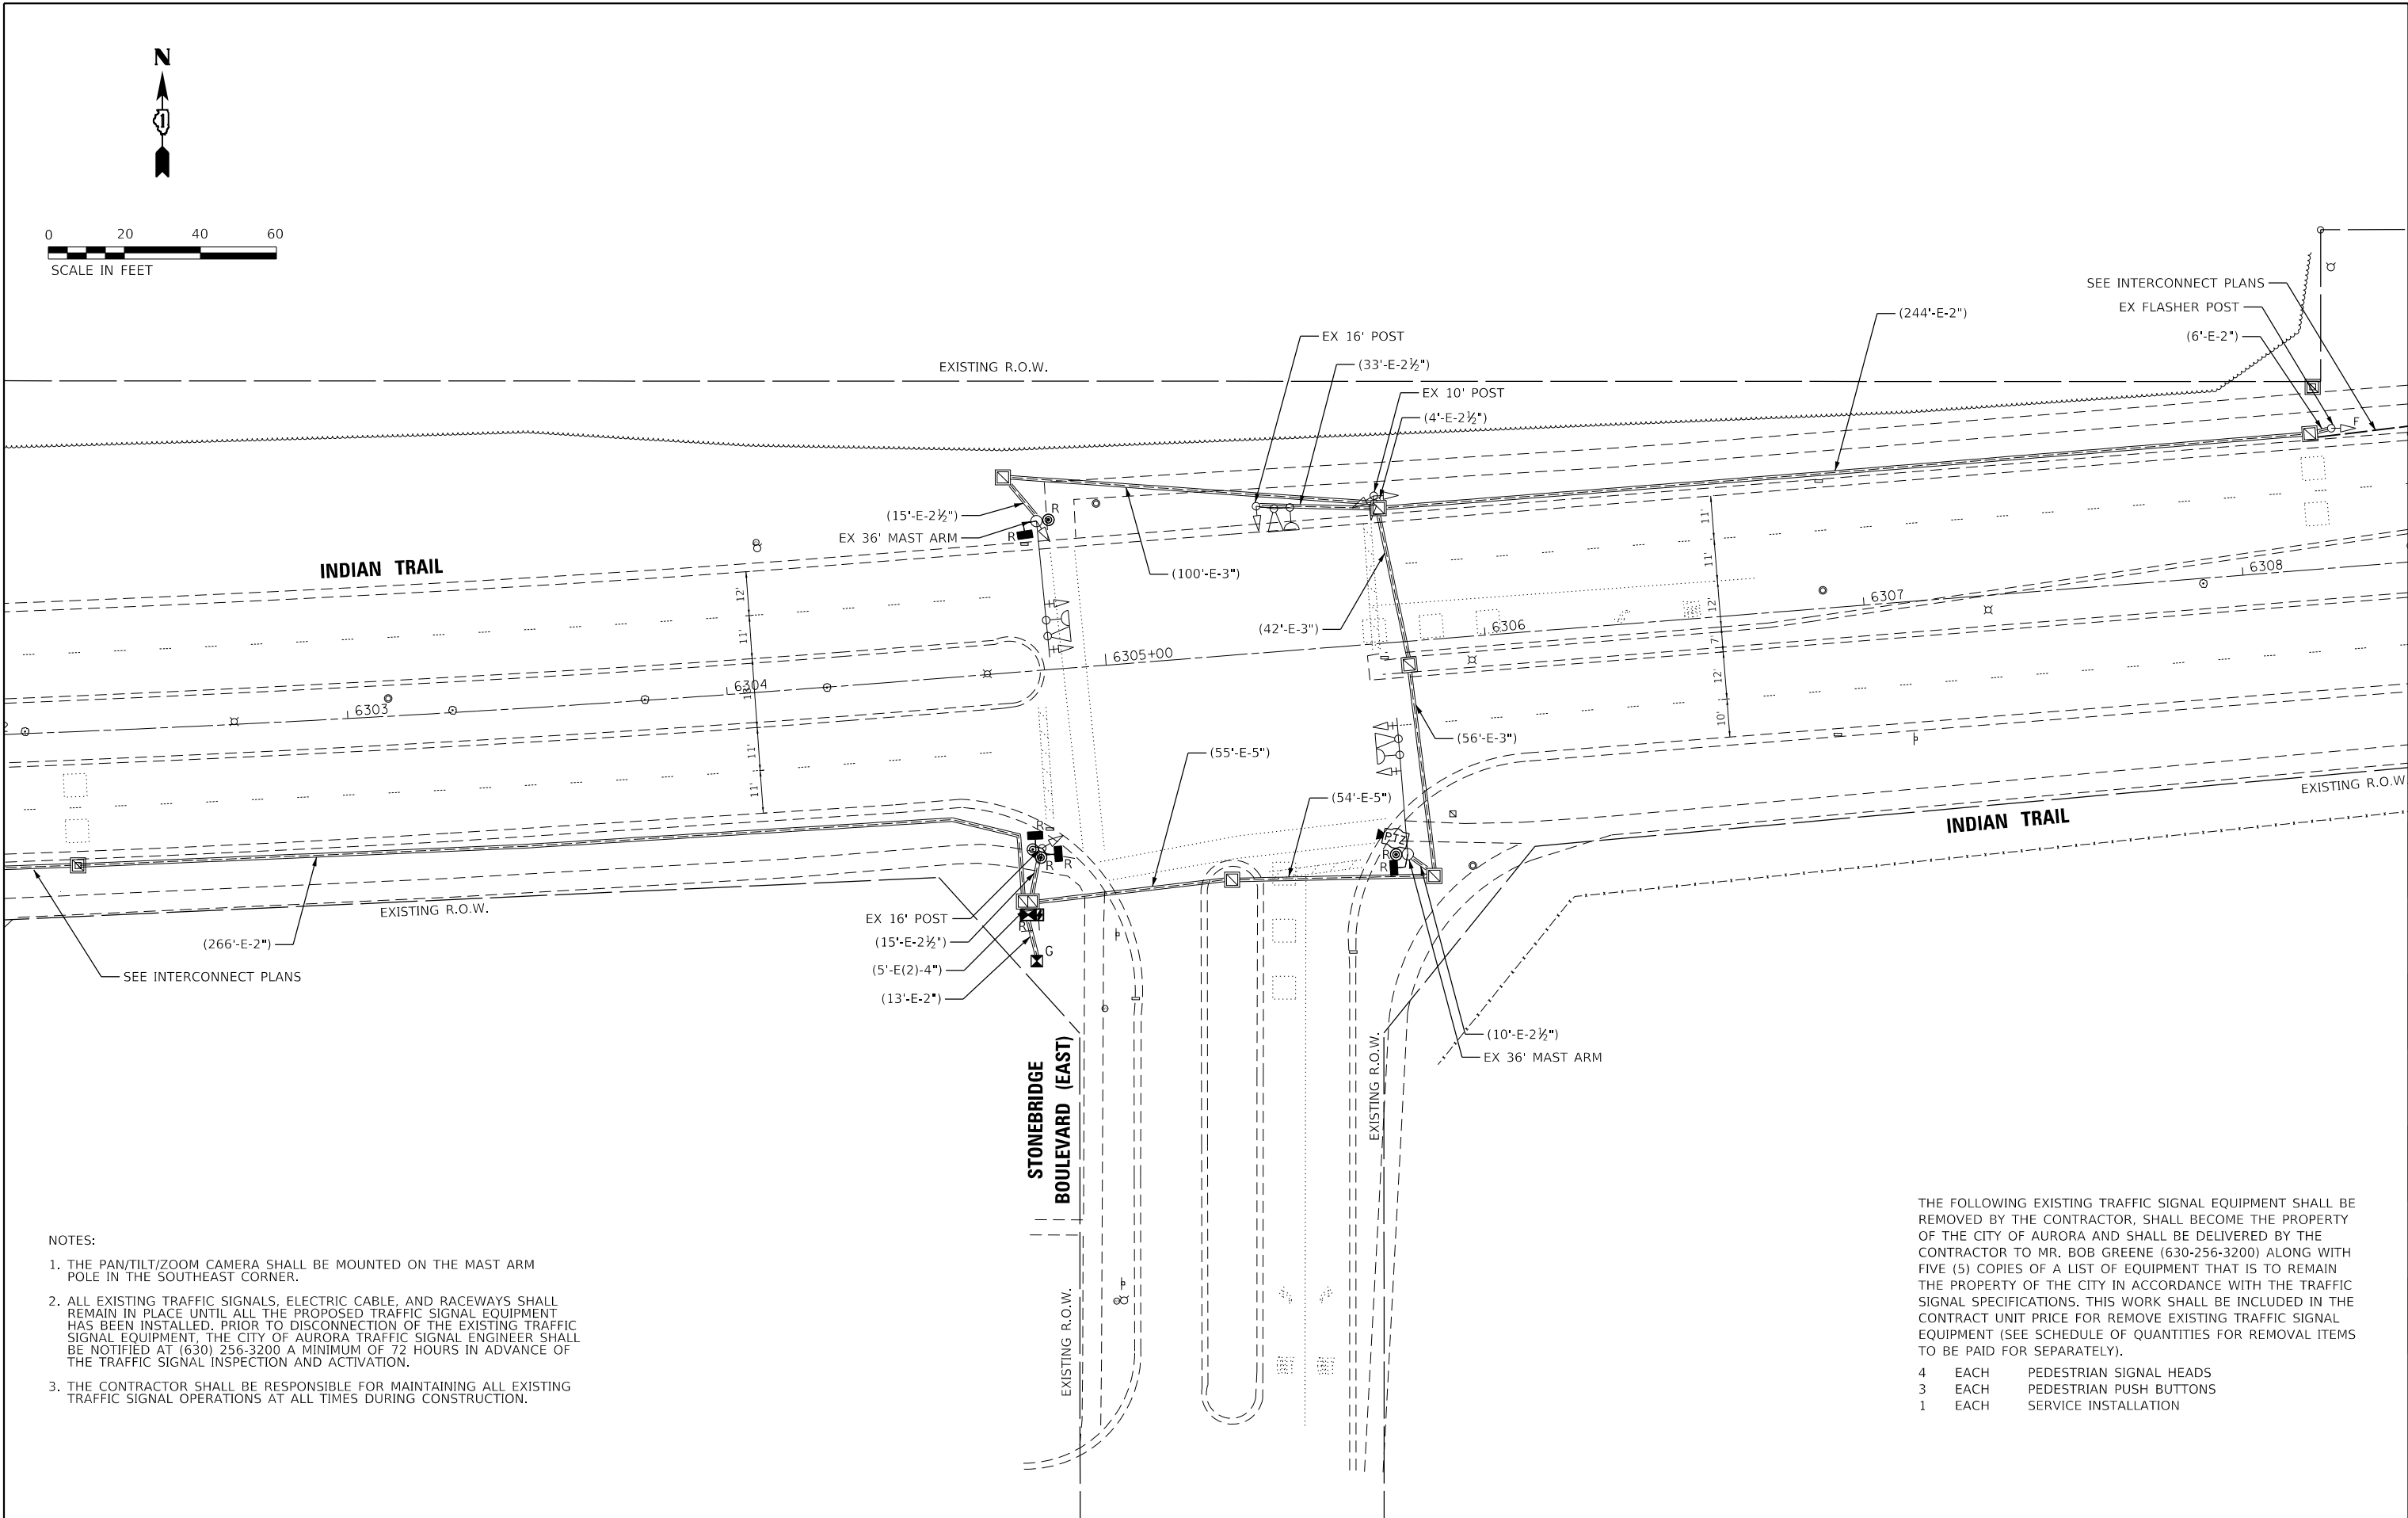 N
1
0 20 40 60
SCALE IN FEET
SEE INTERCONNECT PLANS
EX FLASHER POST
(6'-E-2")
(244'-E-2")
EX 16' POST
(33'-E-2½")
EXISTING R.O.W.
EX 10' POST
(4'-E-2½")
F
(15'-E-2½")
R
EX 36' MAST ARM
R
INDIAN TRAIL
(100'-E-3")
11'
11'
12'
7'
12'
10'
12'
11'
18'
11'
11'
(42'-E-3")
6303
6304
6305+00
6306
6307
6308
(56'-E-3")
(55'-E-5")
(54'-E-5")
EXISTING R.O.W.
INDIAN TRAIL
R
R
R
PTZ
R
R
EXISTING R.O.W.
(266'-E-2")
SEE INTERCONNECT PLANS
EX 16' POST
(15'-E-2½")
(5'-E(2)-4")
(13'-E-2")
R
G
(10'-E-2½")
EX 36' MAST ARM
STONEBRIDGE
BOULEVARD (EAST)
EXISTING R.O.W.
EXISTING R.O.W.
NOTES:
1. THE PAN/TILT/ZOOM CAMERA SHALL BE MOUNTED ON THE MAST ARM
POLE IN THE SOUTHEAST CORNER.
2. ALL EXISTING TRAFFIC SIGNALS, ELECTRIC CABLE, AND RACEWAYS SHALL
REMAIN IN PLACE UNTIL ALL THE PROPOSED TRAFFIC SIGNAL EQUIPMENT
HAS BEEN INSTALLED. PRIOR TO DISCONNECTION OF THE EXISTING TRAFFIC
SIGNAL EQUIPMENT, THE CITY OF AURORA TRAFFIC SIGNAL ENGINEER SHALL
BE NOTIFIED AT (630) 256-3200 A MINIMUM OF 72 HOURS IN ADVANCE OF
THE TRAFFIC SIGNAL INSPECTION AND ACTIVATION.
3. THE CONTRACTOR SHALL BE RESPONSIBLE FOR MAINTAINING ALL EXISTING
TRAFFIC SIGNAL OPERATIONS AT ALL TIMES DURING CONSTRUCTION.
THE FOLLOWING EXISTING TRAFFIC SIGNAL EQUIPMENT SHALL BE
REMOVED BY THE CONTRACTOR, SHALL BECOME THE PROPERTY
OF THE CITY OF AURORA AND SHALL BE DELIVERED BY THE
CONTRACTOR TO MR. BOB GREENE (630-256-3200) ALONG WITH
FIVE (5) COPIES OF A LIST OF EQUIPMENT THAT IS TO REMAIN
THE PROPERTY OF THE CITY IN ACCORDANCE WITH THE TRAFFIC
SIGNAL SPECIFICATIONS. THIS WORK SHALL BE INCLUDED IN THE
CONTRACT UNIT PRICE FOR REMOVE EXISTING TRAFFIC SIGNAL
EQUIPMENT (SEE SCHEDULE OF QUANTITIES FOR REMOVAL ITEMS
TO BE PAID FOR SEPARATELY).
4 EACH PEDESTRIAN SIGNAL HEADS
3 EACH PEDESTRIAN PUSH BUTTONS
1 EACH SERVICE INSTALLATION